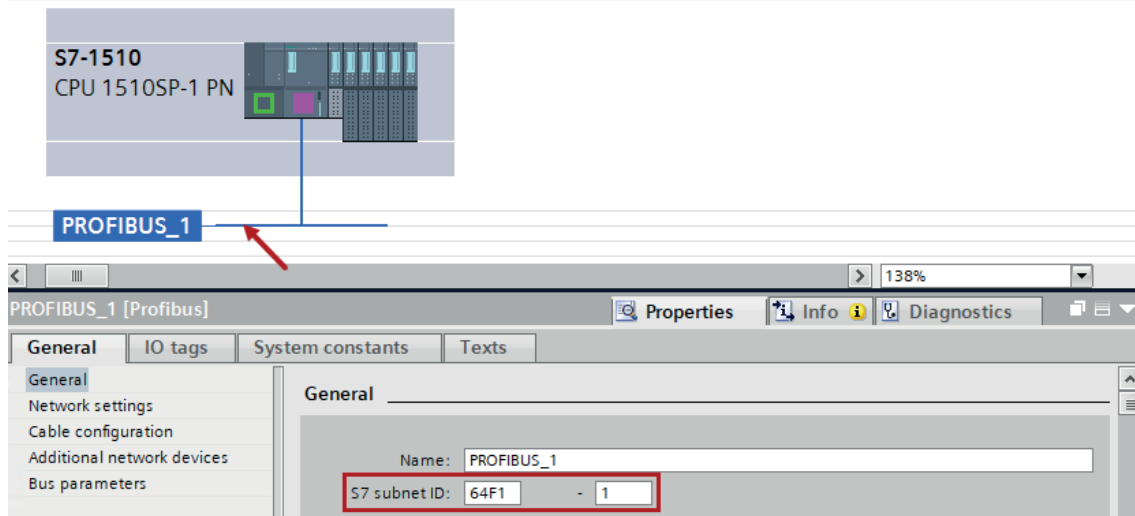 S7-1510
CPU 1510SP-1 PN
PROFIBUS_1
138%
PROFIBUS_1 [Profibus]
Properties Info Diagnostics
General IO tags System constants Texts
General
Network settings
Cable configuration
Additional network devices
Bus parameters
General
Name: PROFIBUS_1
S7 subnet ID: 64F1 - 1